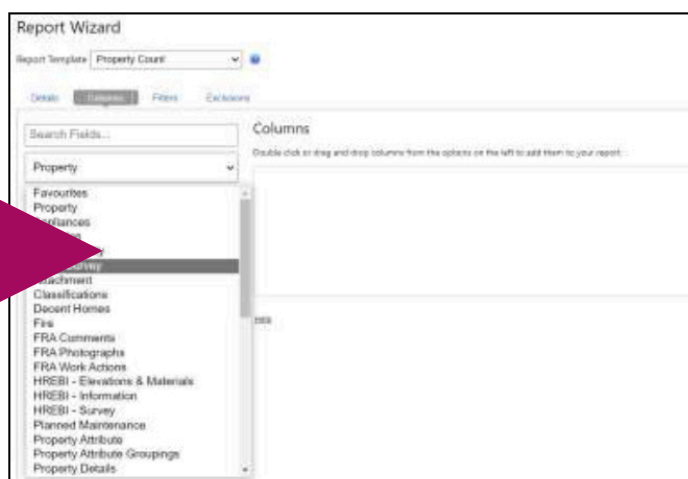 Report Wizard
Report Template Property Count
Details Columns Filters Exclusions
Search Fields...
Property
Favourites
Property
Appliances
Survey
Attachment
Classifications
Decent Homes
Fire
FRA Comments
FRA Photographs
FRA Work Actions
HREBI - Elevations & Materials
HREBI - Information
HREBI - Survey
Planned Maintenance
Property Attribute
Property Attribute Groupings
Property Details
Columns
Double click or drag and drop columns from the options on the left to add them to your report.